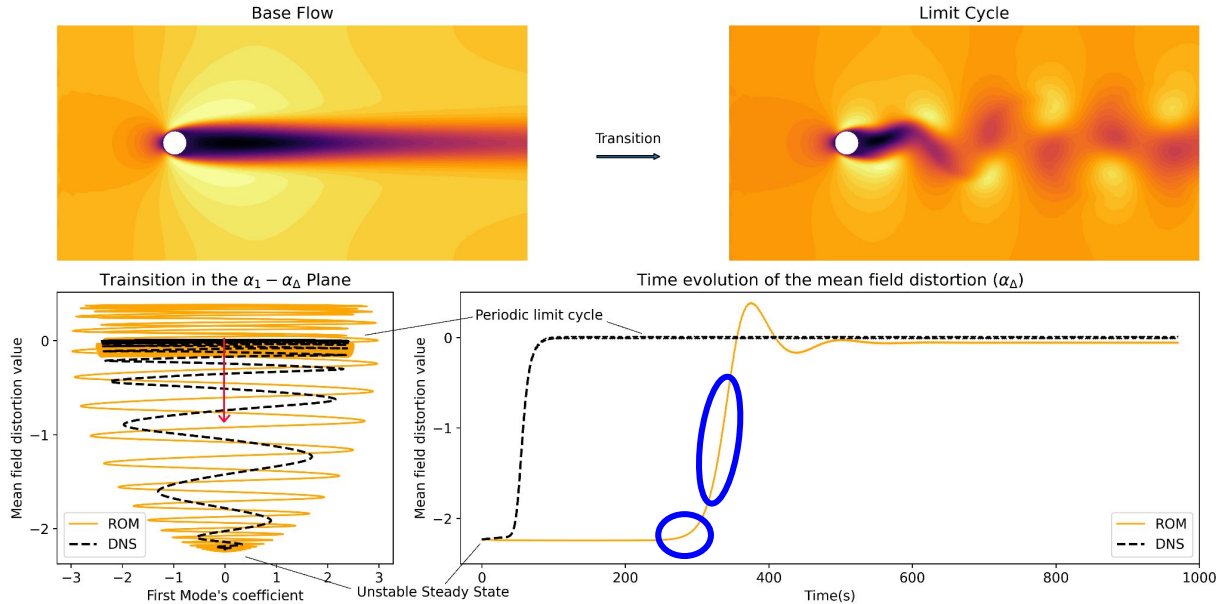 Base Flow
Limit Cycle
Transition
Trainsition in the α₁ − α_Δ Plane
Time evolution of the mean field distortion (α_Δ)
Mean field distortion value
0
−1
−2
ROM
DNS
−3
−2
−1
0
1
2
3
First Mode's coefficient
Periodic limit cycle
Unstable Steady State
Mean field distortion value
0
−1
−2
ROM
DNS
0
200
400
600
800
1000
Time(s)